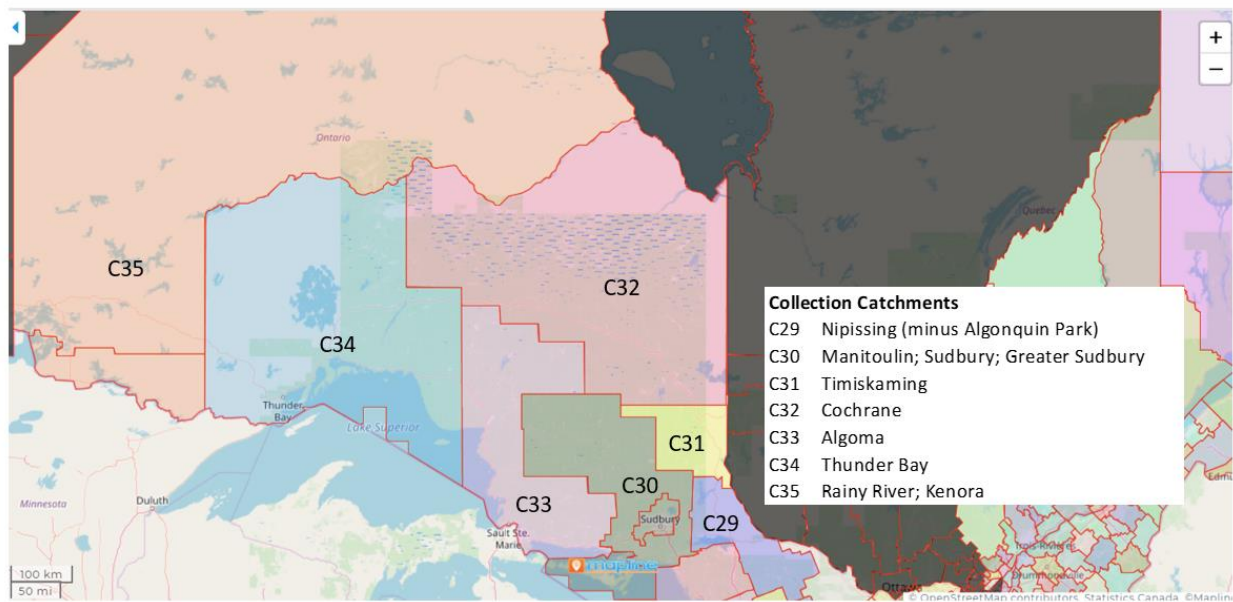 +
−
Ontario
C35
Quebec
C32
C34
Thunder
Bay
Lake Superior
Collection Catchments
C29 Nipissing (minus Algonquin Park)
C30 Manitoulin; Sudbury; Greater Sudbury
C31 Timiskaming
C32 Cochrane
C33 Algoma
C34 Thunder Bay
C35 Rainy River; Kenora
C31
C30
C33
Minnesota
Duluth
Sudbury
C29
Sault Ste.
Marie
mapline
Trois-Rivières
Drummondville
Ottawa
100 km
50 mi
© OpenStreetMap contributors, Statistics Canada, ©Mapline